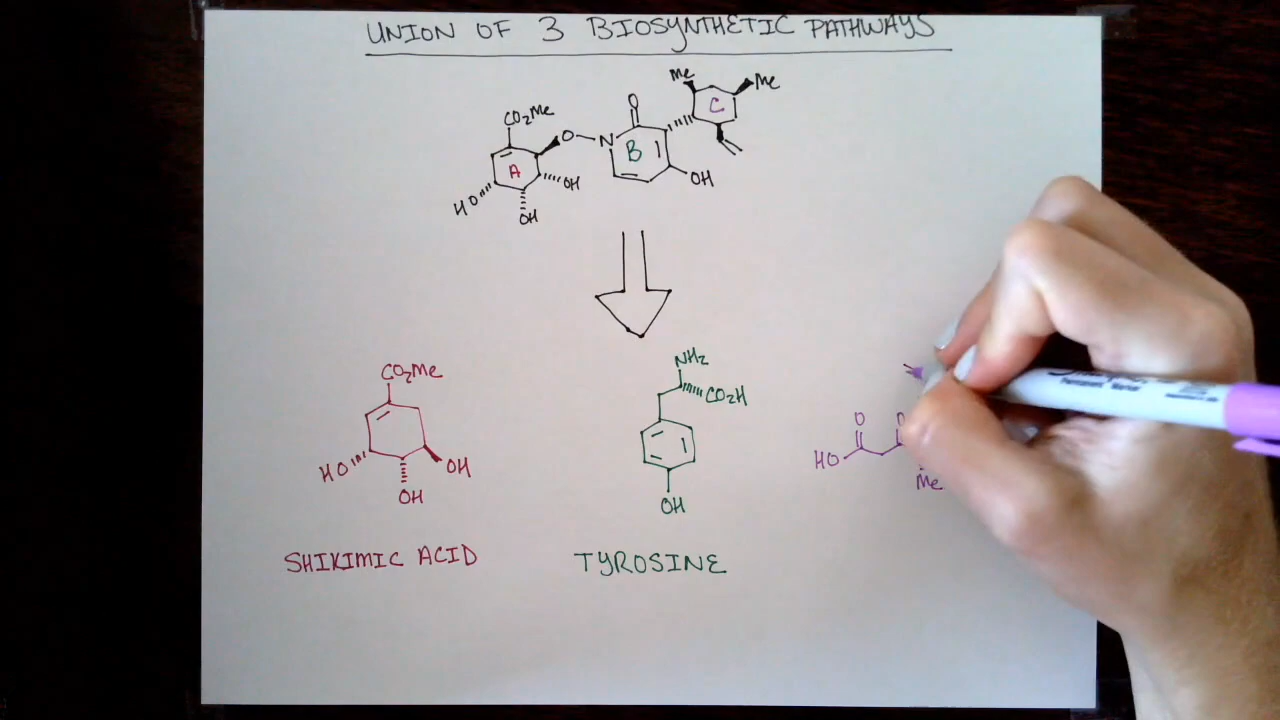 UNION OF 3 BIOSYNTHETIC PATHWAYS
Me
Me
C
CO2Me
O
O
N
B
A
OH
OH
HO
OH
NH2
CO2Me
CO2H
HO
OH
OH
OH
O
O
HO
Me
SHIKIMIC ACID
TYROSINE